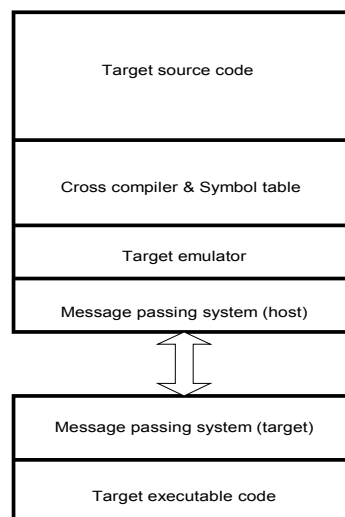 Target source code
Cross compiler & Symbol table
Target emulator
Message passing system (host)
Message passing system (target)
Target executable code